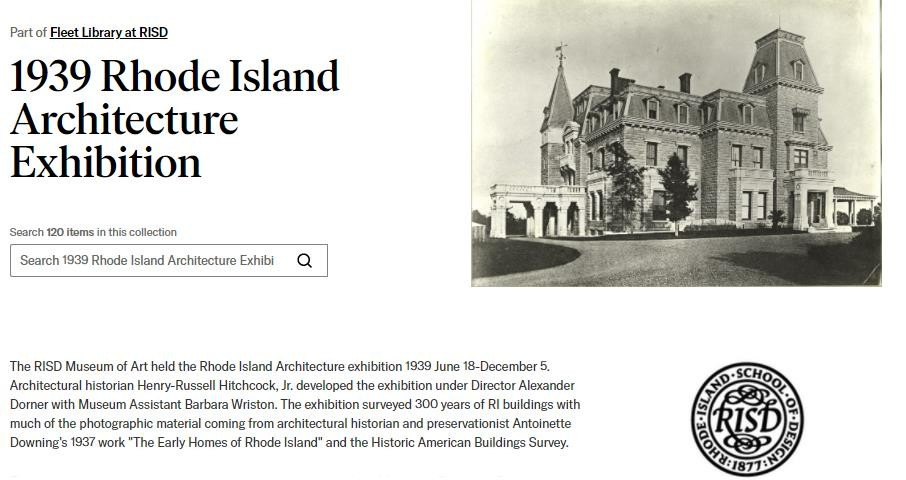 Part of Fleet Library at RISD
1939 Rhode Island
Architecture
Exhibition
Search 120 items in this collection
Search 1939 Rhode Island Architecture Exhibi
The RISD Museum of Art held the Rhode Island Architecture exhibition 1939 June 18-December 5.
Architectural historian Henry-Russell Hitchcock, Jr. developed the exhibition under Director Alexander
Dorner with Museum Assistant Barbara Wriston. The exhibition surveyed 300 years of RI buildings with
much of the photographic material coming from architectural historian and preservationist Antoinette
Downing's 1937 work "The Early Homes of Rhode Island" and the Historic American Buildings Survey.
RHODE·ISLAND·SCHOOL·OF·DESIGN·
RISD
1877